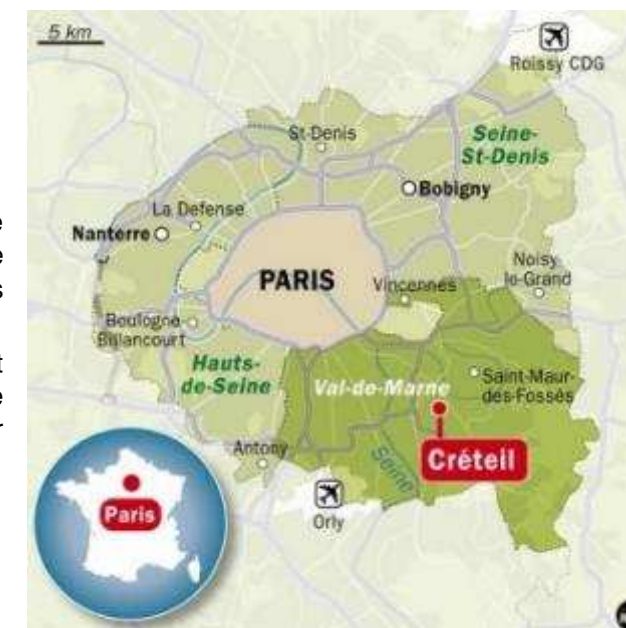 5 km
Roissy CDG
Seine-
St-Denis
St-Denis
Bobigny
La Defense
Nanterre
PARIS
Vincennes
Noisy
le-Grand
Boulogne
Billancourt
Hauts-
de-Seine
Val-de-Marne
Saint-Maur-
des-Fossés
Créteil
Antony
Seine
Orly
Paris